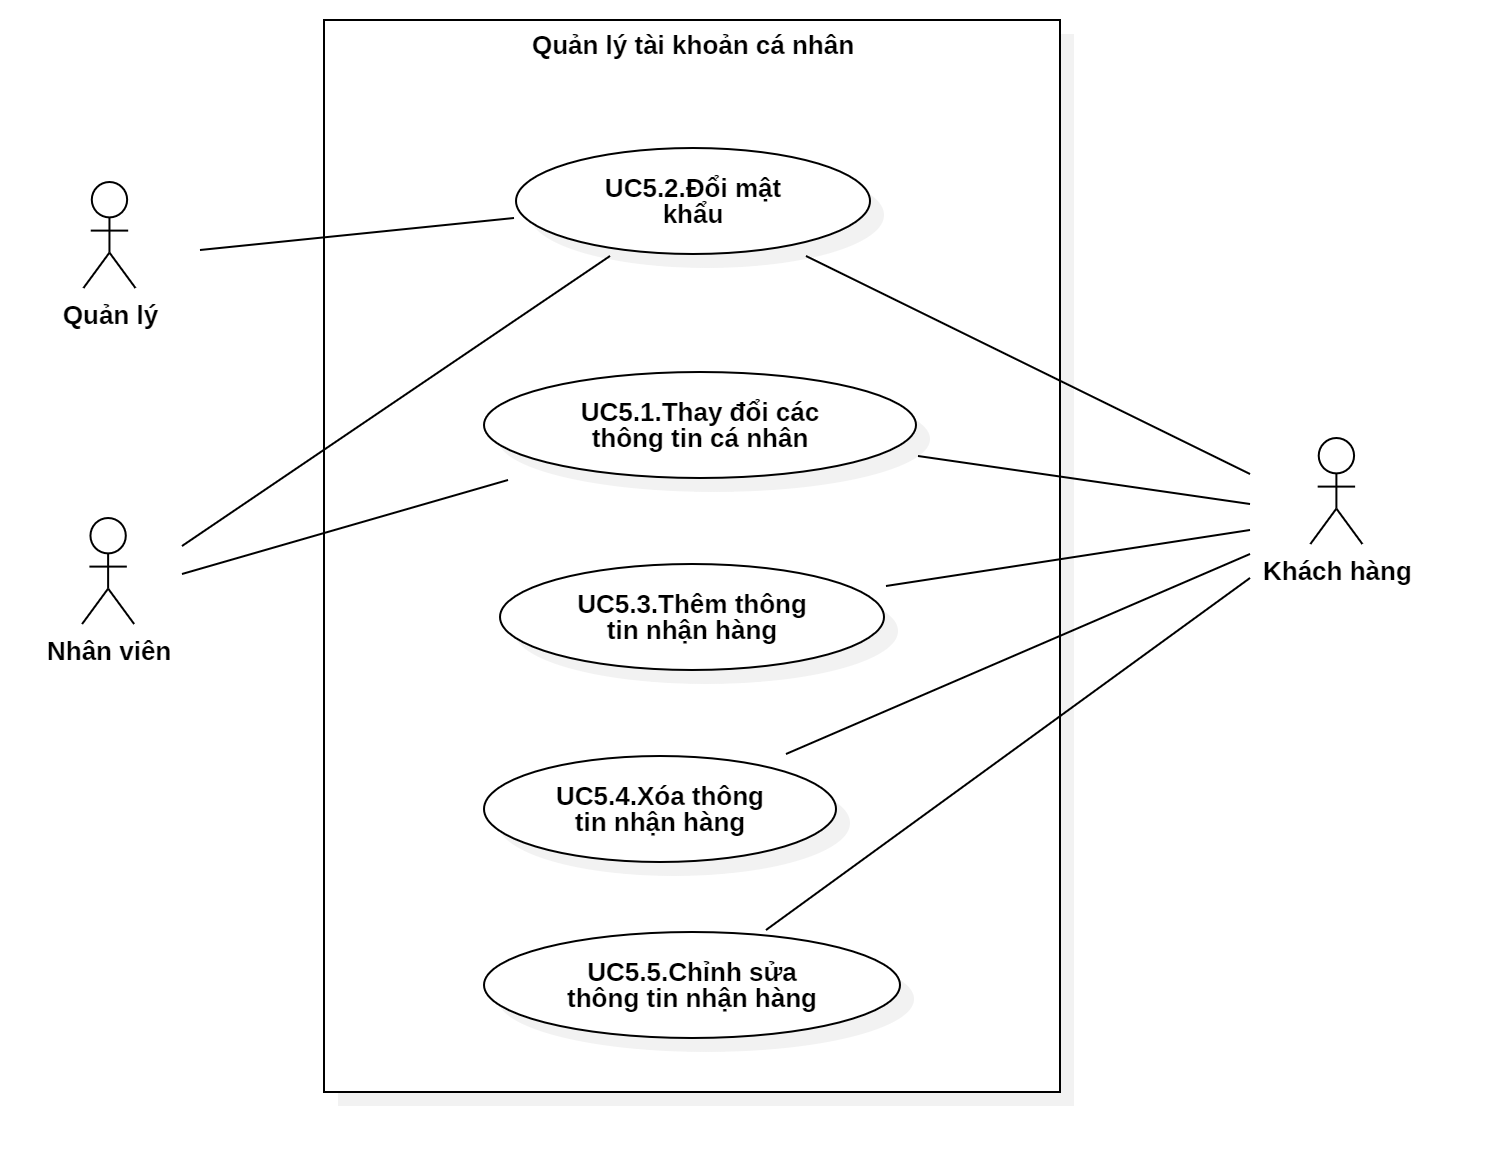 Quản lý tài khoản cá nhân
UC5.2.Đổi mật
khẩu
Quản lý
UC5.1.Thay đổi các
thông tin cá nhân
Khách hàng
UC5.3.Thêm thông
tin nhận hàng
Nhân viên
UC5.4.Xóa thông
tin nhận hàng
UC5.5.Chỉnh sửa
thông tin nhận hàng